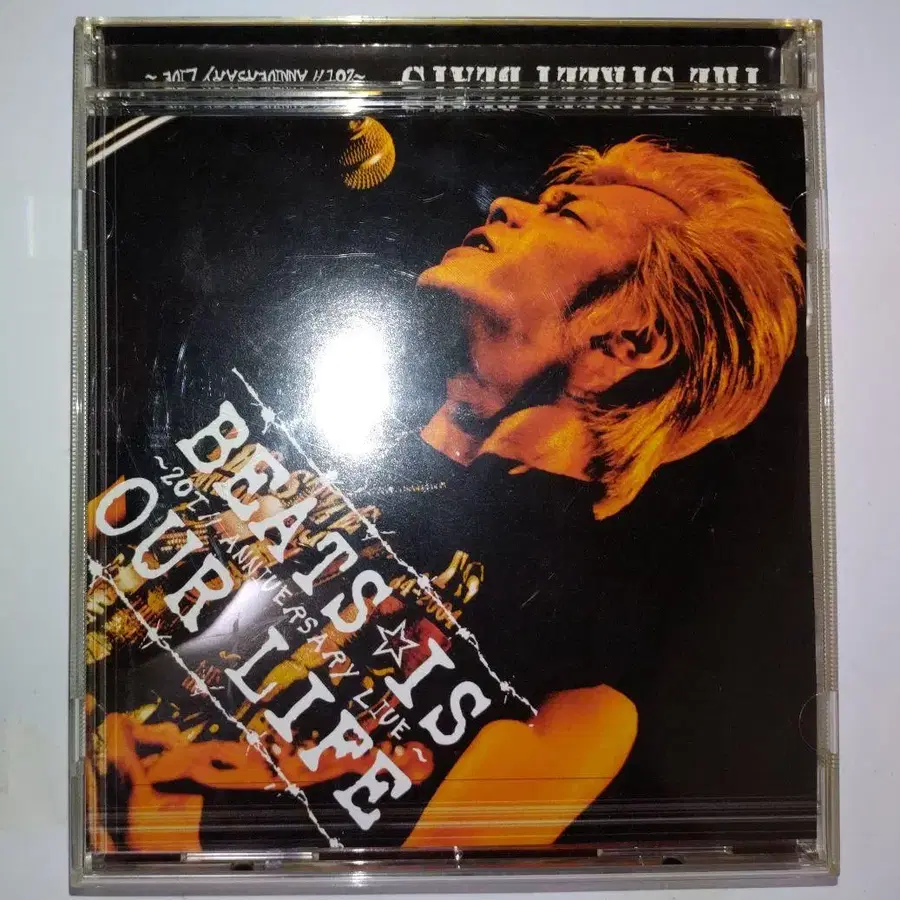 THE STREET BEATS
~20TH ANNIVERSARY LIVE~
BEATS☆IS
~20TH ANNIVERSARY LIVE~
OUR LIFE